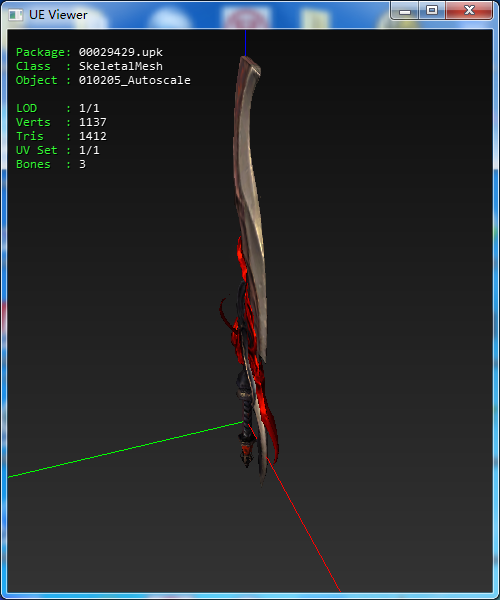 UE Viewer
Package: 00029429.upk
Class : SkeletalMesh
Object : 010205_Autoscale
LOD : 1/1
Verts : 1137
Tris : 1412
UV Set : 1/1
Bones : 3